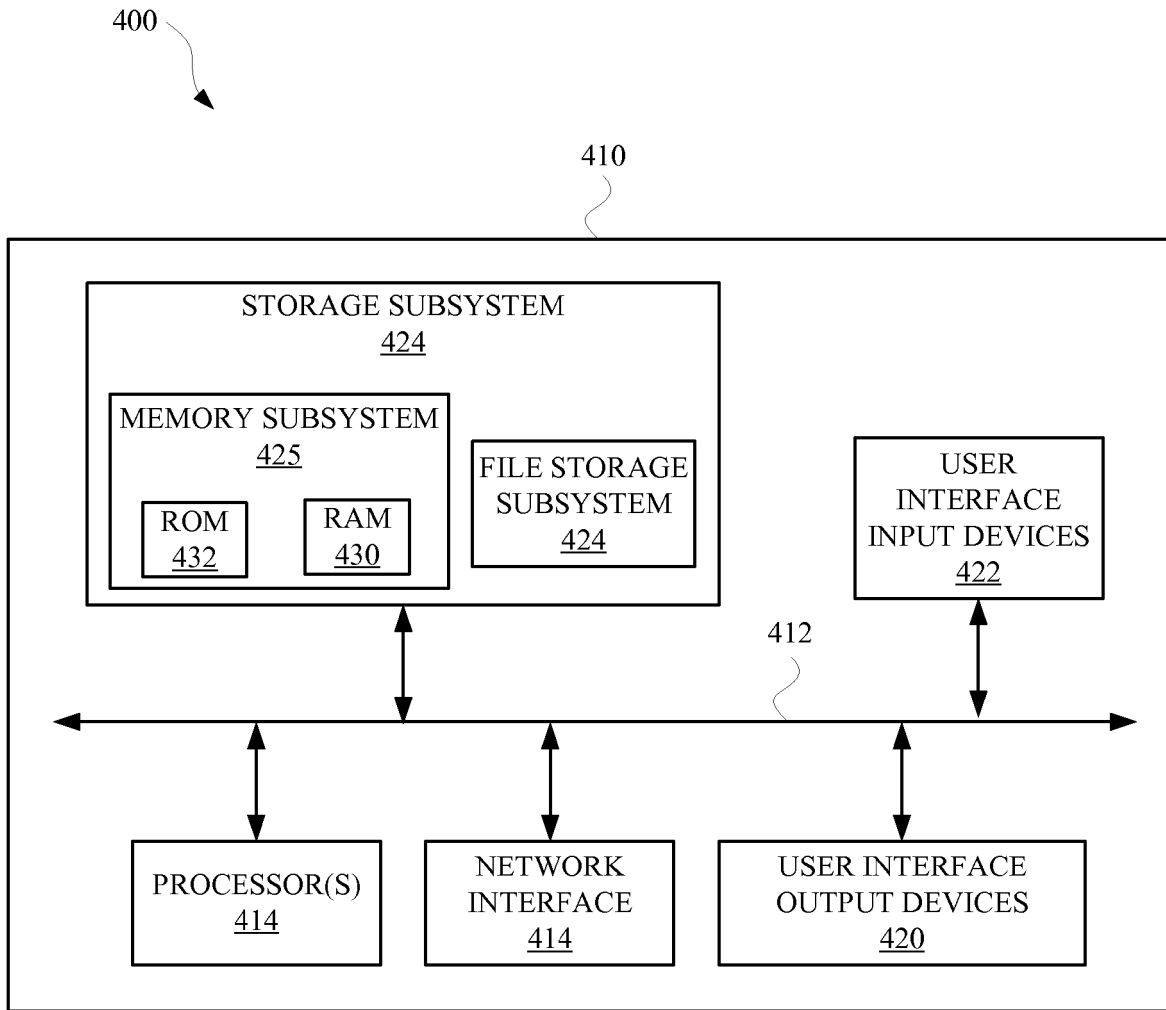 400
410
STORAGE SUBSYSTEM
424
MEMORY SUBSYSTEM
425
ROM
432
RAM
430
FILE STORAGE
SUBSYSTEM
424
USER
INTERFACE
INPUT DEVICES
422
412
PROCESSOR(S)
414
NETWORK
INTERFACE
414
USER INTERFACE
OUTPUT DEVICES
420